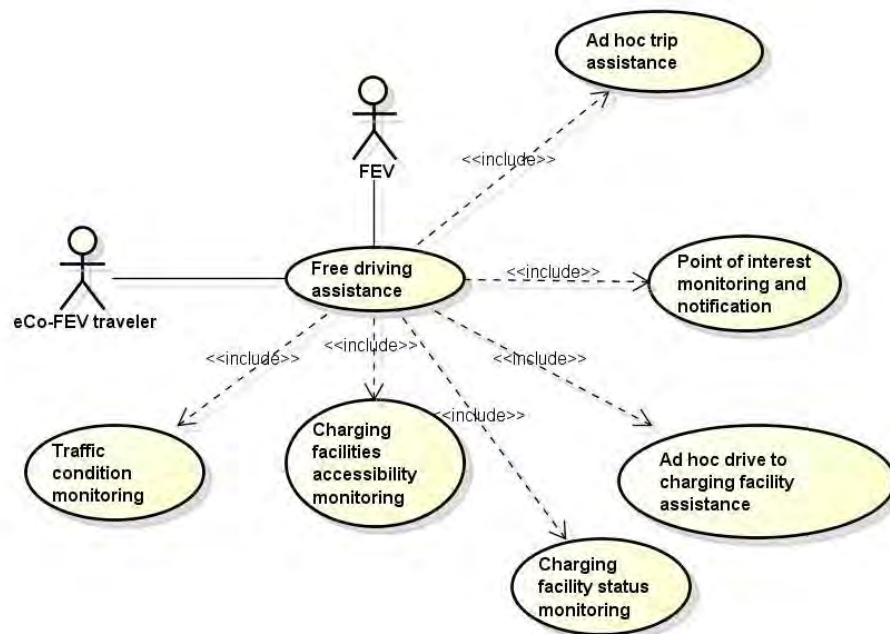 Ad hoc trip
assistance
<<include>>
FEV
Free driving
assistance
<<include>>
Point of interest
monitoring and
notification
eCo-FEV traveler
<<include>>
<<include>>
<<include>>
<<include>>
Traffic
condition
monitoring
Charging
facilities
accessibility
monitoring
Ad hoc drive to
charging facility
assistance
Charging
facility status
monitoring